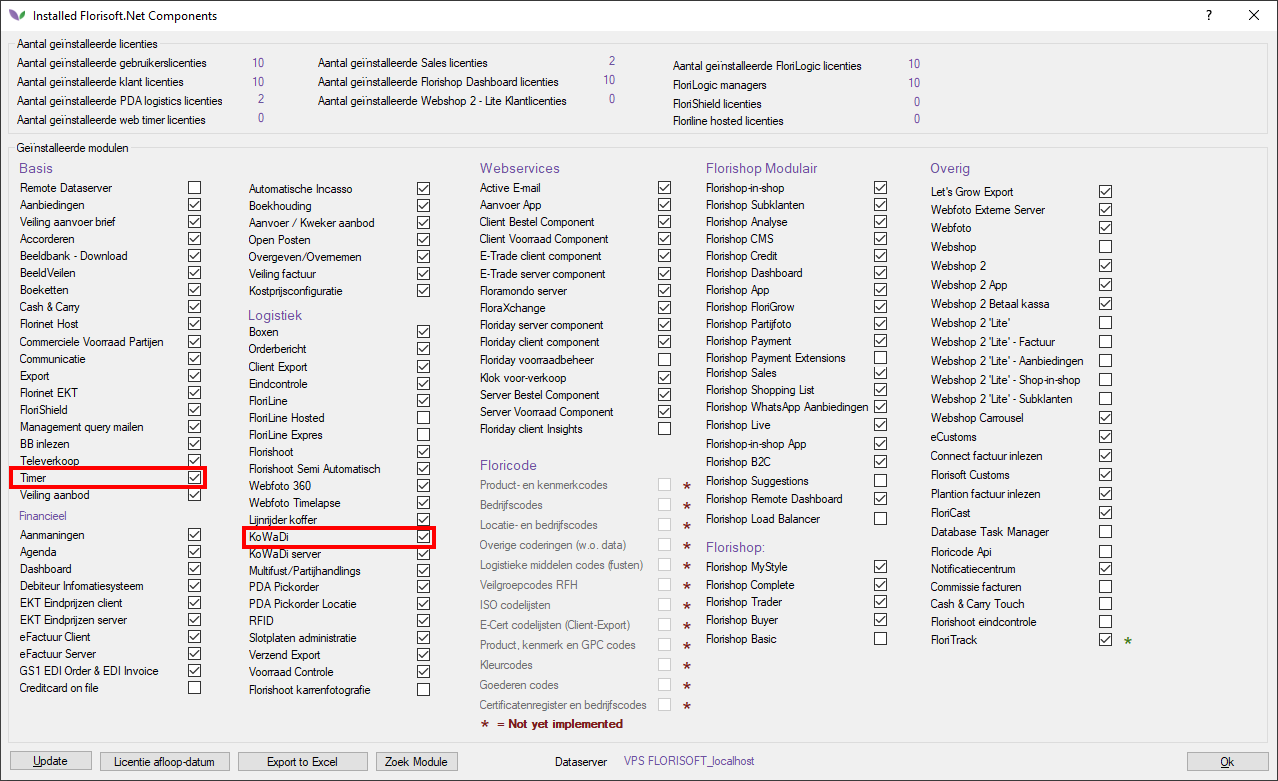 Installed Florisoft.Net Components
?
Aantal geïnstalleerde licenties
Aantal geïnstalleerde gebruikerslicenties 10
Aantal geïnstalleerde klant licenties 10
Aantal geïnstalleerde PDA logistics licenties 2
Aantal geïnstalleerde web timer licenties 0
Aantal geïnstalleerde Sales licenties 2
Aantal geïnstalleerde Florishop Dashboard licenties 10
Aantal geïnstalleerde Webshop 2 - Lite Klantlicenties 0
Aantal geïnstalleerde FloriLogic licenties 10
FloriLogic managers 10
FloriShield licenties 0
Floriline hosted licenties 0
Geïnstalleerde modulen
Basis
Remote Dataserver
Aanbiedingen
Veiling aanvoer brief
Accorderen
Beeldbank - Download
BeeldVeilen
Boeketten
Cash & Carry
Florinet Host
Commerciele Voorraad Partijen
Communicatie
Export
Florinet EKT
FloriShield
Management query mailen
BB inlezen
Televerkoop
Timer
Veiling aanbod
Financieel
Aanmaningen
Agenda
Dashboard
Debiteur Infomatiesysteem
EKT Eindprijzen client
EKT Eindprijzen server
eFactuur Client
eFactuur Server
GS1 EDI Order & EDI Invoice
Creditcard on file
Automatische Incasso
Boekhouding
Aanvoer / Kweker aanbod
Open Posten
Overgeven/Overnemen
Veiling factuur
Kostprijsconfiguratie
Logistiek
Boxen
Orderbericht
Client Export
Eindcontrole
FloriLine
FloriLine Hosted
FloriLine Expres
Florishoot
Florishoot Semi Automatisch
Webfoto 360
Webfoto Timelapse
Lijnrijder koffer
KoWaDi
KoWaDi server
Multifust/Partijhandlings
PDA Pickorder
PDA Pickorder Locatie
RFID
Slotplaten administratie
Verzend Export
Voorraad Controle
Florishoot karrenfotografie
Webservices
Active E-mail
Aanvoer App
Client Bestel Component
Client Voorraad Component
E-Trade client component
E-Trade server component
Floramondo server
FloraXchange
Floriday server component
Floriday client component
Floriday voorraadbeheer
Klok voor-verkoop
Server Bestel Component
Server Voorraad Component
Floriday client Insights
Floricode
Product- en kenmerkcodes *
Bedrijfscodes *
Locatie- en bedrijfscodes *
Overige coderingen (w.o. data) *
Logistieke middelen codes (fusten) *
Veilgroepcodes RFH *
ISO codelijsten *
E-Cert codelijsten (Client-Export) *
Product, kenmerk en GPC codes *
Kleurcodes *
Goederen codes *
Certificatenregister en bedrijfscodes *
* = Not yet implemented
Florishop Modulair
Florishop-in-shop
Florishop Subklanten
Florishop Analyse
Florishop CMS
Florishop Credit
Florishop Dashboard
Florishop App
Florishop FloriGrow
Florishop Partijfoto
Florishop Payment
Florishop Payment Extensions
Florishop Sales
Florishop Shopping List
Florishop WhatsApp Aanbiedingen
Florishop Live
Florishop-in-shop App
Florishop B2C
Florishop Suggestions
Florishop Remote Dashboard
Florishop Load Balancer
Florishop:
Florishop MyStyle
Florishop Complete
Florishop Trader
Florishop Buyer
Florishop Basic
Overig
Let's Grow Export
Webfoto Externe Server
Webfoto
Webshop
Webshop 2
Webshop 2 App
Webshop 2 Betaal kassa
Webshop 2 'Lite'
Webshop 2 'Lite' - Factuur
Webshop 2 'Lite' - Aanbiedingen
Webshop 2 'Lite' - Shop-in-shop
Webshop 2 'Lite' - Subklanten
Webshop Carrousel
eCustoms
Connect factuur inlezen
Florisoft Customs
Plantion factuur inlezen
FloriCast
Database Task Manager
Floricode Api
Notificatiecentrum
Commissie facturen
Cash & Carry Touch
Florishoot eindcontrole
FloriTrack *
Update
Licentie afloop-datum
Export to Excel
Zoek Module
Dataserver VPS FLORISOFT_localhost
Ok